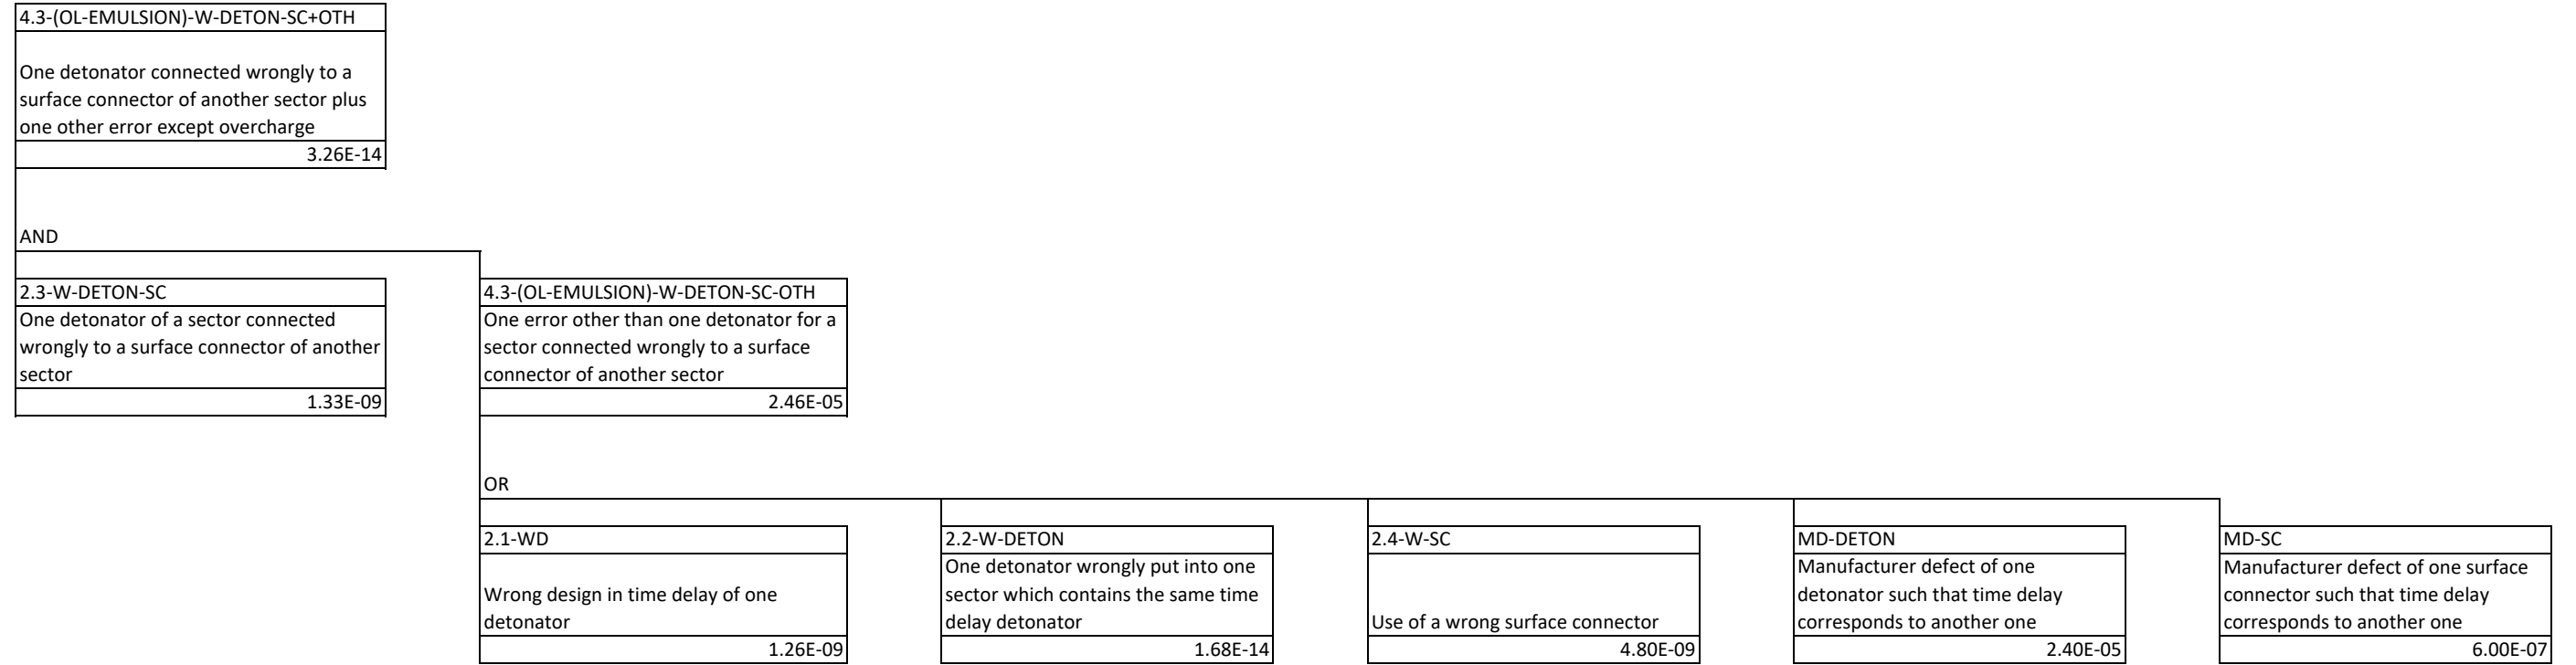 4.3-(OL-EMULSION)-W-DETON-SC+OTH
One detonator connected wrongly to a
surface connector of another sector plus
one other error except overcharge
3.26E-14
AND
2.3-W-DETON-SC
One detonator of a sector connected
wrongly to a surface connector of another
sector
1.33E-09
4.3-(OL-EMULSION)-W-DETON-SC-OTH
One error other than one detonator for a
sector connected wrongly to a surface
connector of another sector
2.46E-05
OR
2.1-WD
Wrong design in time delay of one
detonator
1.26E-09
2.2-W-DETON
One detonator wrongly put into one
sector which contains the same time
delay detonator
1.68E-14
2.4-W-SC
Use of a wrong surface connector
4.80E-09
MD-DETON
Manufacturer defect of one
detonator such that time delay
corresponds to another one
2.40E-05
MD-SC
Manufacturer defect of one surface
connector such that time delay
corresponds to another one
6.00E-07